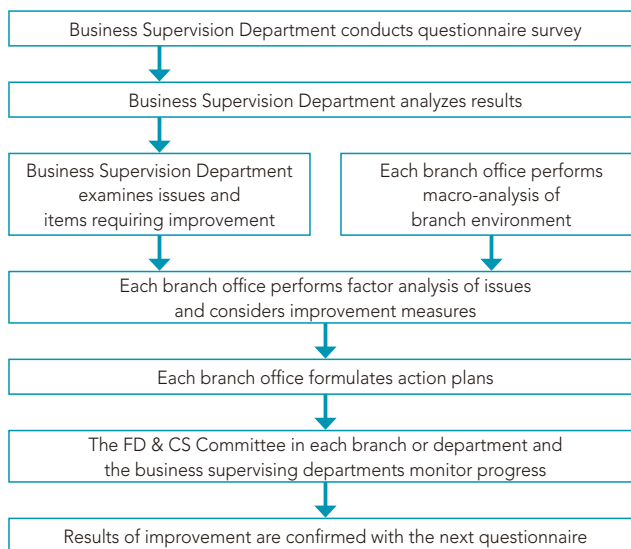 Business Supervision Department conducts questionnaire survey
Business Supervision Department analyzes results
Business Supervision Department
examines issues and
items requiring improvement
Each branch office performs
macro-analysis of
branch environment
Each branch office performs factor analysis of issues
and considers improvement measures
Each branch office formulates action plans
The FD & CS Committee in each branch or department and
the business supervising departments monitor progress
Results of improvement are confirmed with the next questionnaire